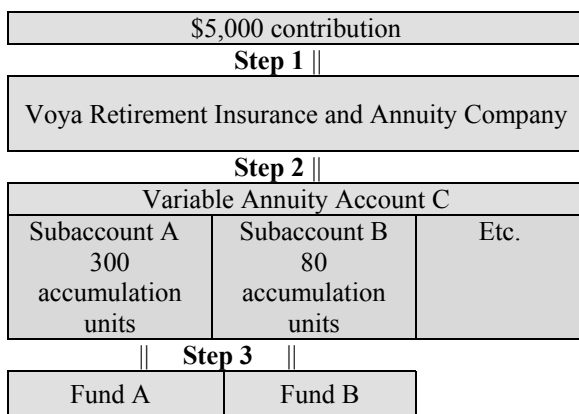 $5,000 contribution
Step 1 ||
Voya Retirement Insurance and Annuity Company
Step 2 ||
Variable Annuity Account C
Subaccount A
300
accumulation
units
Subaccount B
80
accumulation
units
Etc.
|| Step 3 ||
Fund A
Fund B